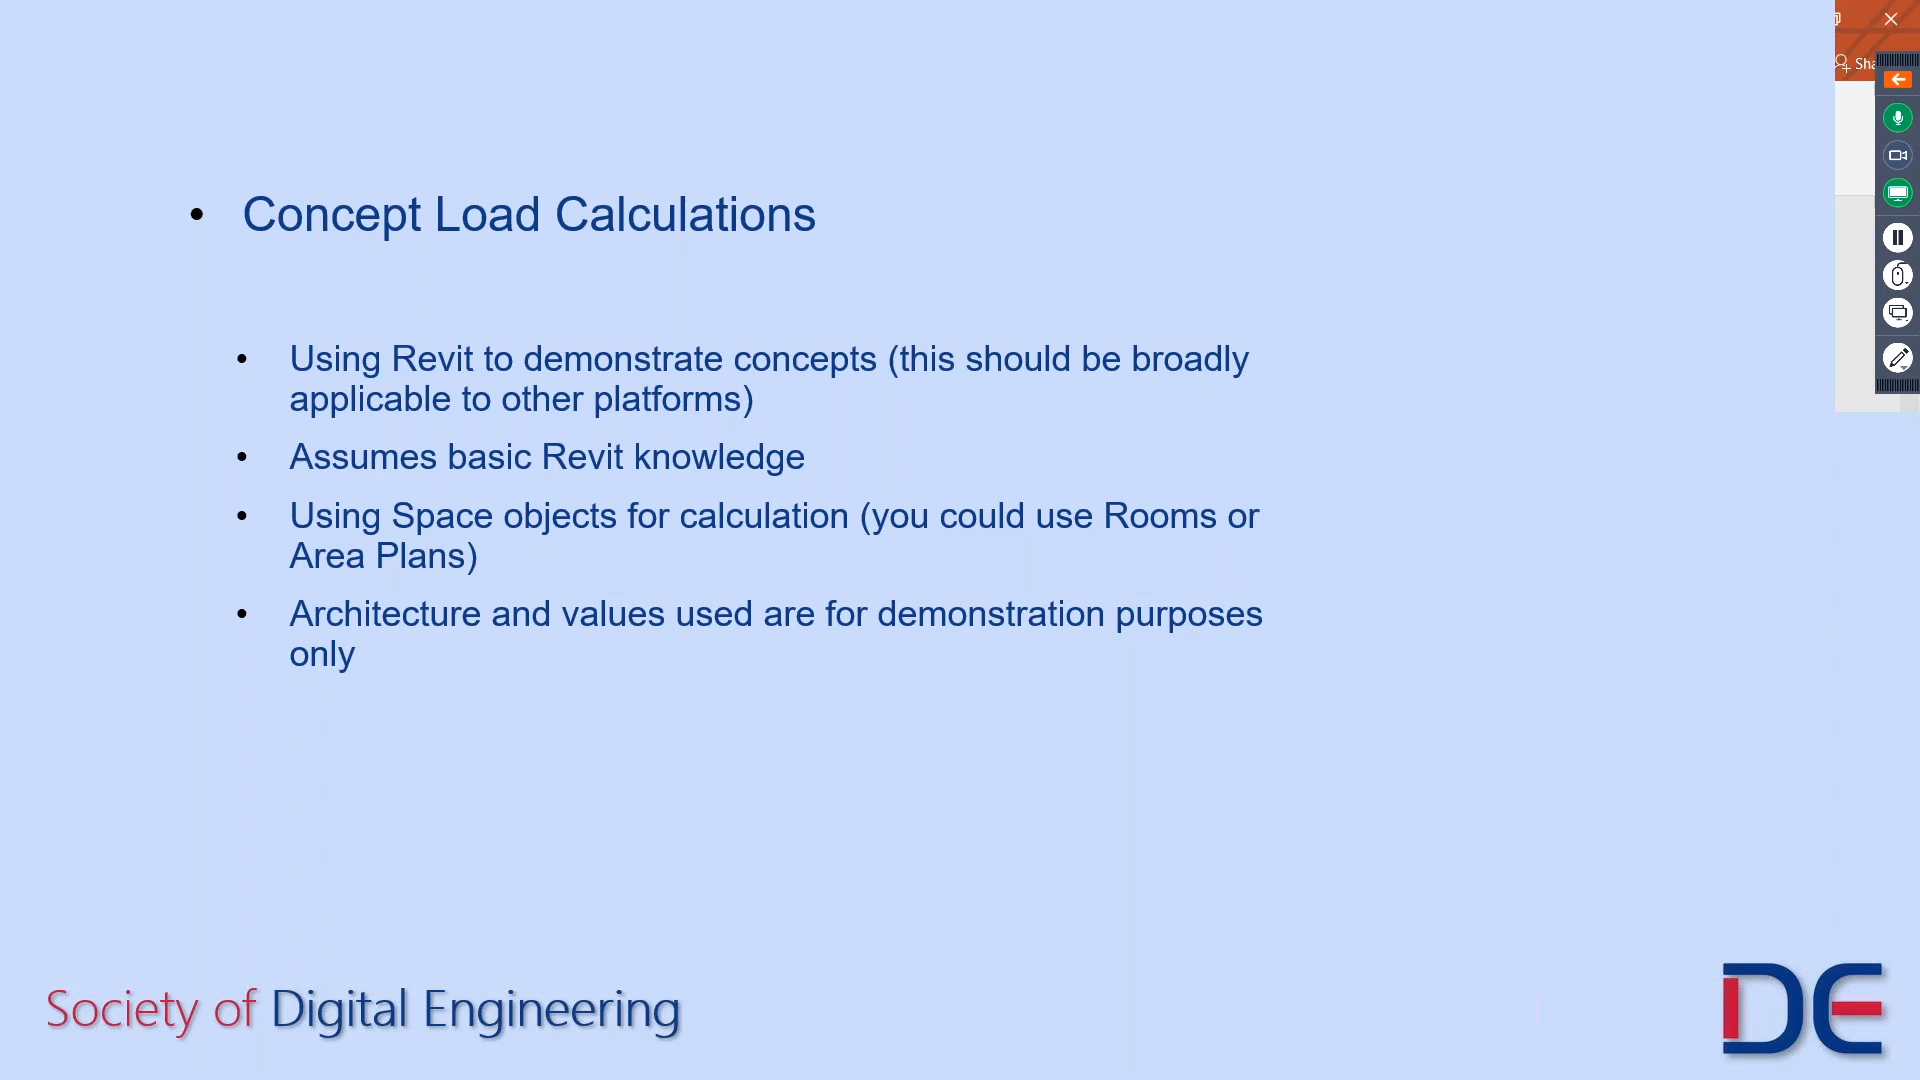 • Concept Load Calculations
• Using Revit to demonstrate concepts (this should be broadly
applicable to other platforms)
• Assumes basic Revit knowledge
• Using Space objects for calculation (you could use Rooms or
Area Plans)
• Architecture and values used are for demonstration purposes
only
Society of Digital Engineering
DE
Sha